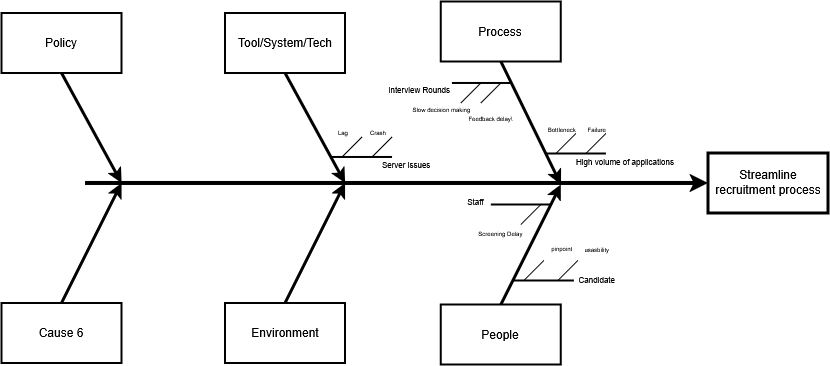 Policy
Tool/System/Tech
Process
Interview Rounds
Slow decision making
Feedback delay!.
Lag
Crash
Server Issues
Bottleneck
Failure
High volume of applications
Streamline
recruitment process
Staff
Screening Delay
pinpoint
useability
Candidate
Cause 6
Environment
People